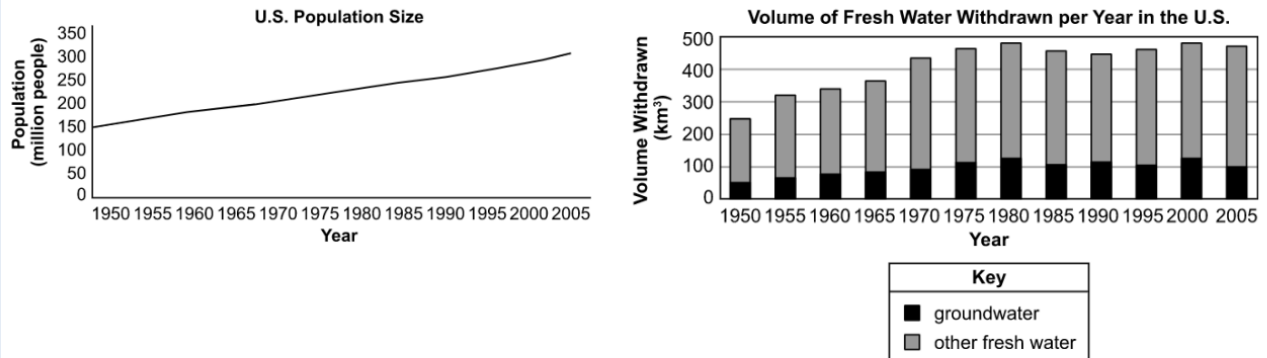 U.S. Population Size
350
300
250
200
150
100
50
0
Population
(million people)
1950 1955 1960 1965 1970 1975 1980 1985 1990 1995 2000 2005
Year
Volume of Fresh Water Withdrawn per Year in the U.S.
500
400
300
200
100
0
Volume Withdrawn
(km³)
1950 1955 1960 1965 1970 1975 1980 1985 1990 1995 2000 2005
Year
Key
groundwater
other fresh water